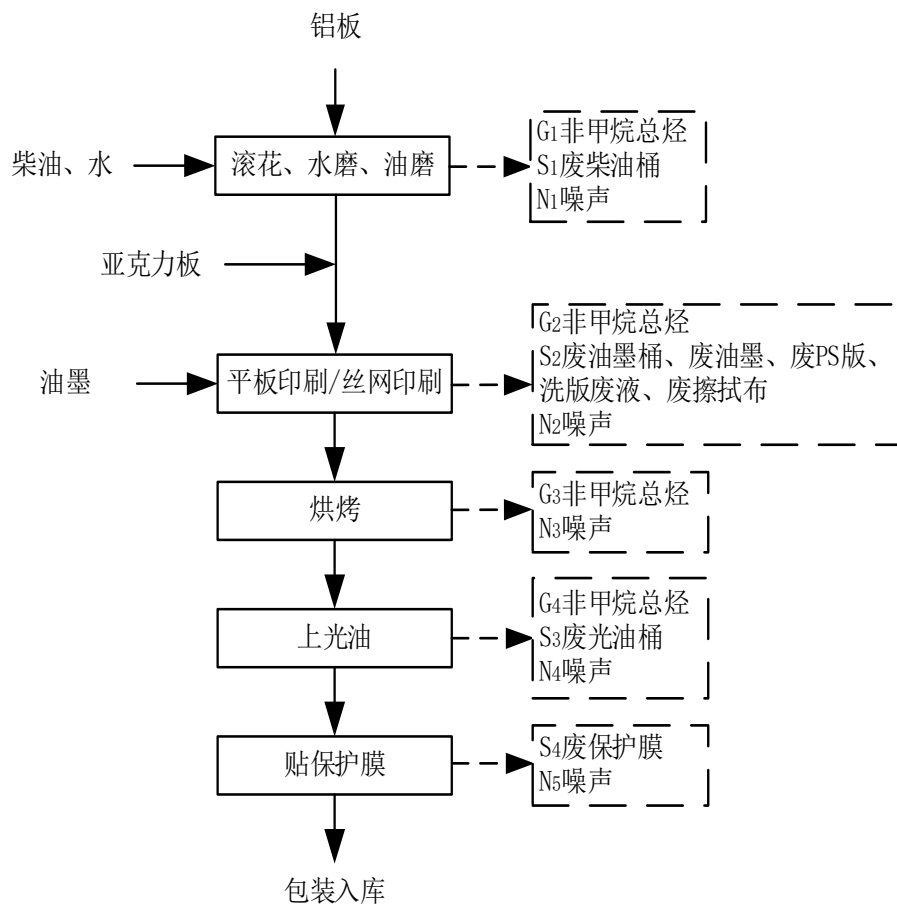 铝板
柴油、水
滚花、水磨、油磨
G1非甲烷总烃
S1废柴油桶
N1噪声
亚克力板
油墨
平板印刷/丝网印刷
G2非甲烷总烃
S2废油墨桶、废油墨、废PS版、
洗版废液、废擦拭布
N2噪声
烘烤
G3非甲烷总烃
N3噪声
上光油
G4非甲烷总烃
S3废光油桶
N4噪声
贴保护膜
S4废保护膜
N5噪声
包装入库